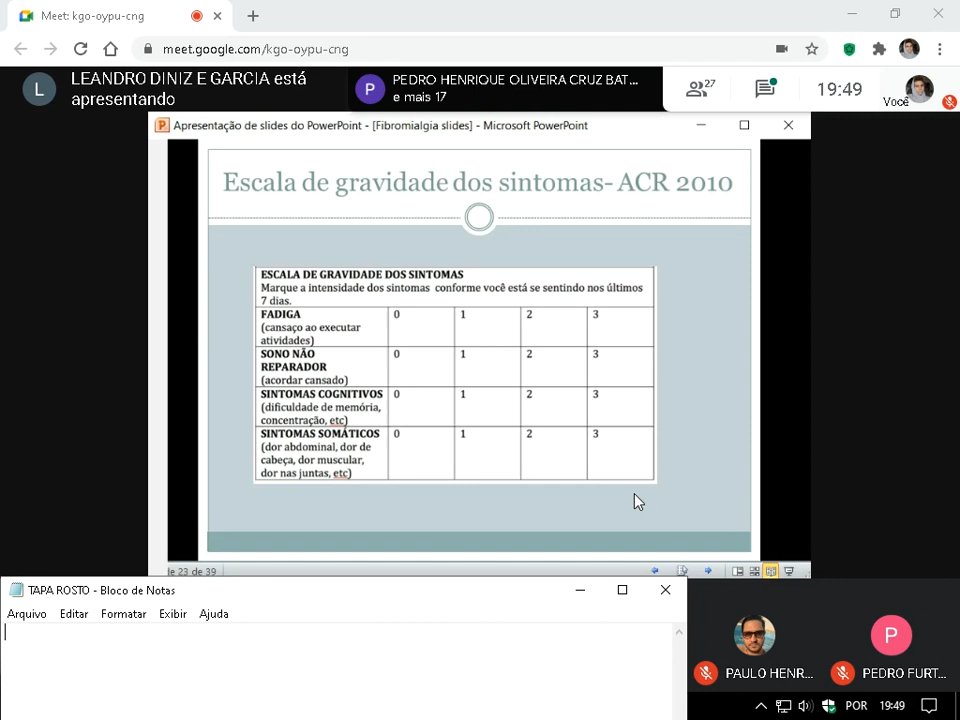 Meet: kgo-oypu-cng
meet.google.com/kgo-oypu-cng
L
LEANDRO DINIZ E GARCIA está
apresentando
P
PEDRO HENRIQUE OLIVEIRA CRUZ BAT...
e mais 17
27
19:49
Você
Apresentação de slides do PowerPoint - [Fibromialgia slides] - Microsoft PowerPoint
Escala de gravidade dos sintomas- ACR 2010
ESCALA DE GRAVIDADE DOS SINTOMAS
Marque a intensidade dos sintomas conforme você está se sentindo nos últimos
7 dias.
FADIGA 0 1 2 3
(cansaço ao executar
atividades)
SONO NÃO 0 1 2 3
REPARADOR
(acordar cansado)
SINTOMAS COGNITIVOS 0 1 2 3
(dificuldade de memória,
concentração, etc)
SINTOMAS SOMÁTICOS 0 1 2 3
(dor abdominal, dor de
cabeça, dor muscular,
dor nas juntas, etc)
de 23 de 39
TAPA ROSTO - Bloco de Notas
Arquivo Editar Formatar Exibir Ajuda
P
PAULO HENR...
PEDRO FURT...
POR 19:49